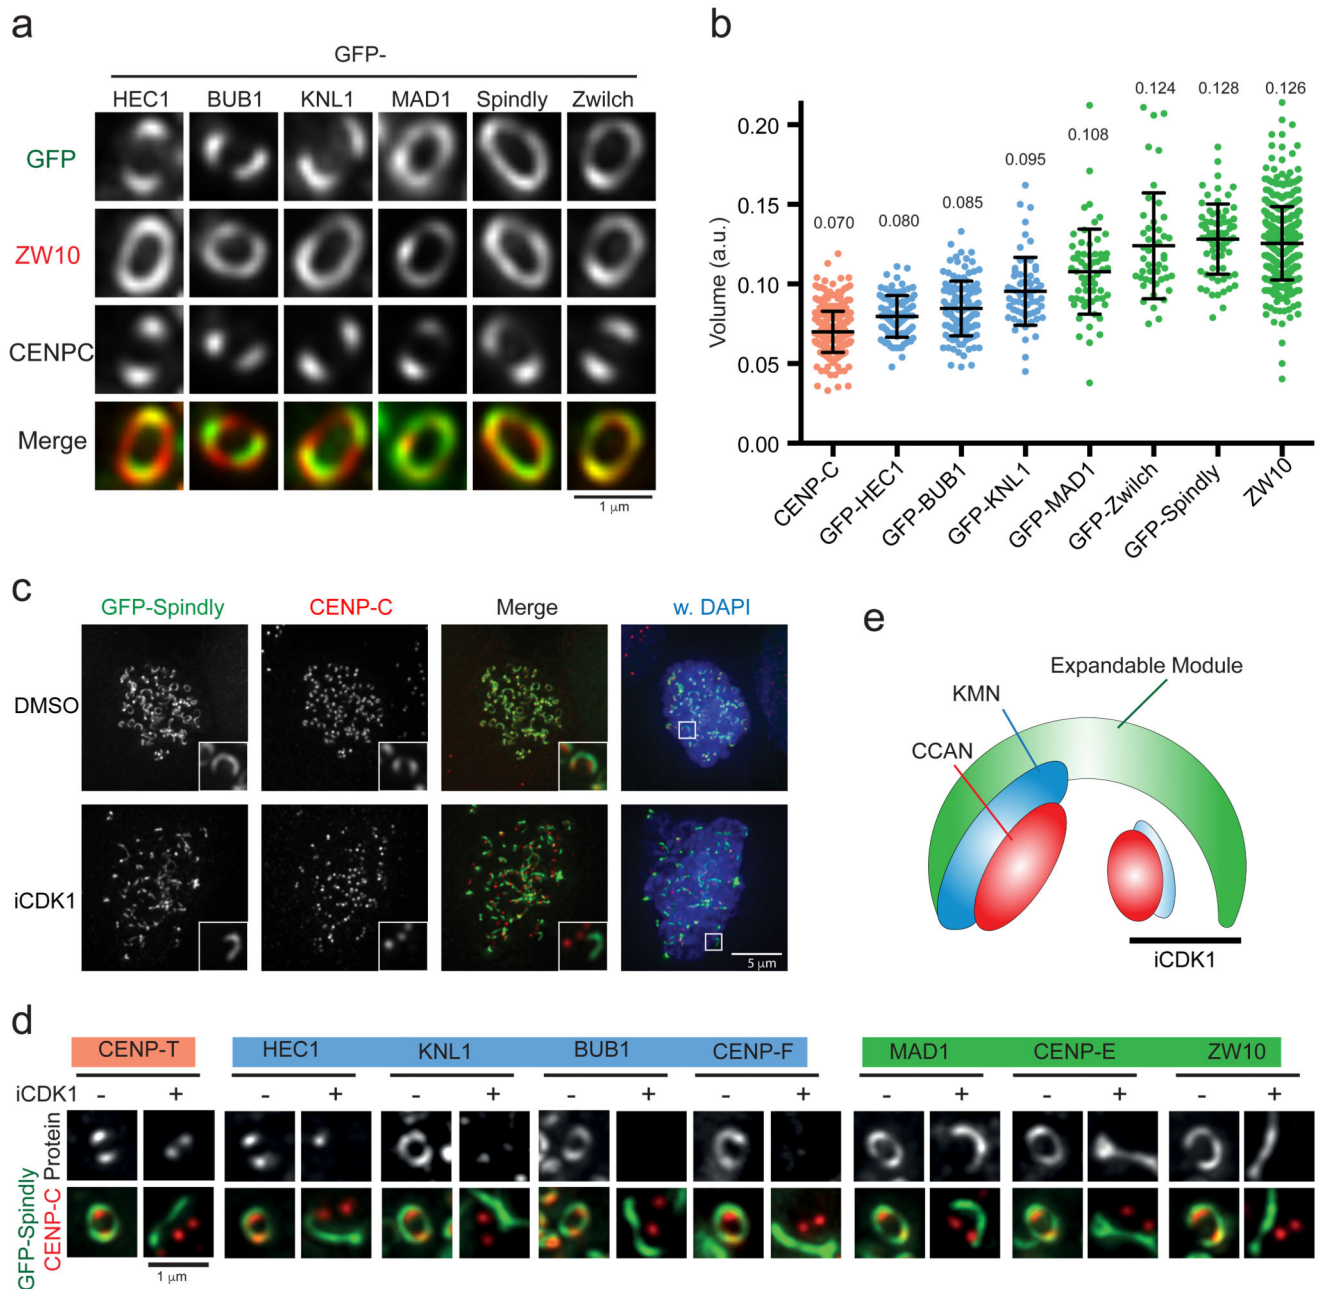 a
GFP-
HEC1 BUB1 KNL1 MAD1 Spindly Zwilch
GFP
ZW10
CENPC
Merge
1 μm
b
Volume (a.u.)
0.20
0.15
0.10
0.05
0.00
0.070 0.080 0.085 0.095 0.108 0.124 0.128 0.126
CENP-C GFP-HEC1 GFP-BUB1 GFP-KNL1 GFP-MAD1 GFP-Zwilch GFP-Spindly ZW10
c
GFP-Spindly CENP-C Merge w. DAPI
DMSO
iCDK1
5 μm
e
Expandable Module
KMN
CCAN
iCDK1
d
CENP-T HEC1 KNL1 BUB1 CENP-F MAD1 CENP-E ZW10
iCDK1 - + - + - + - + - + - + - + - +
Protein
GFP-Spindly
CENP-C
1 μm